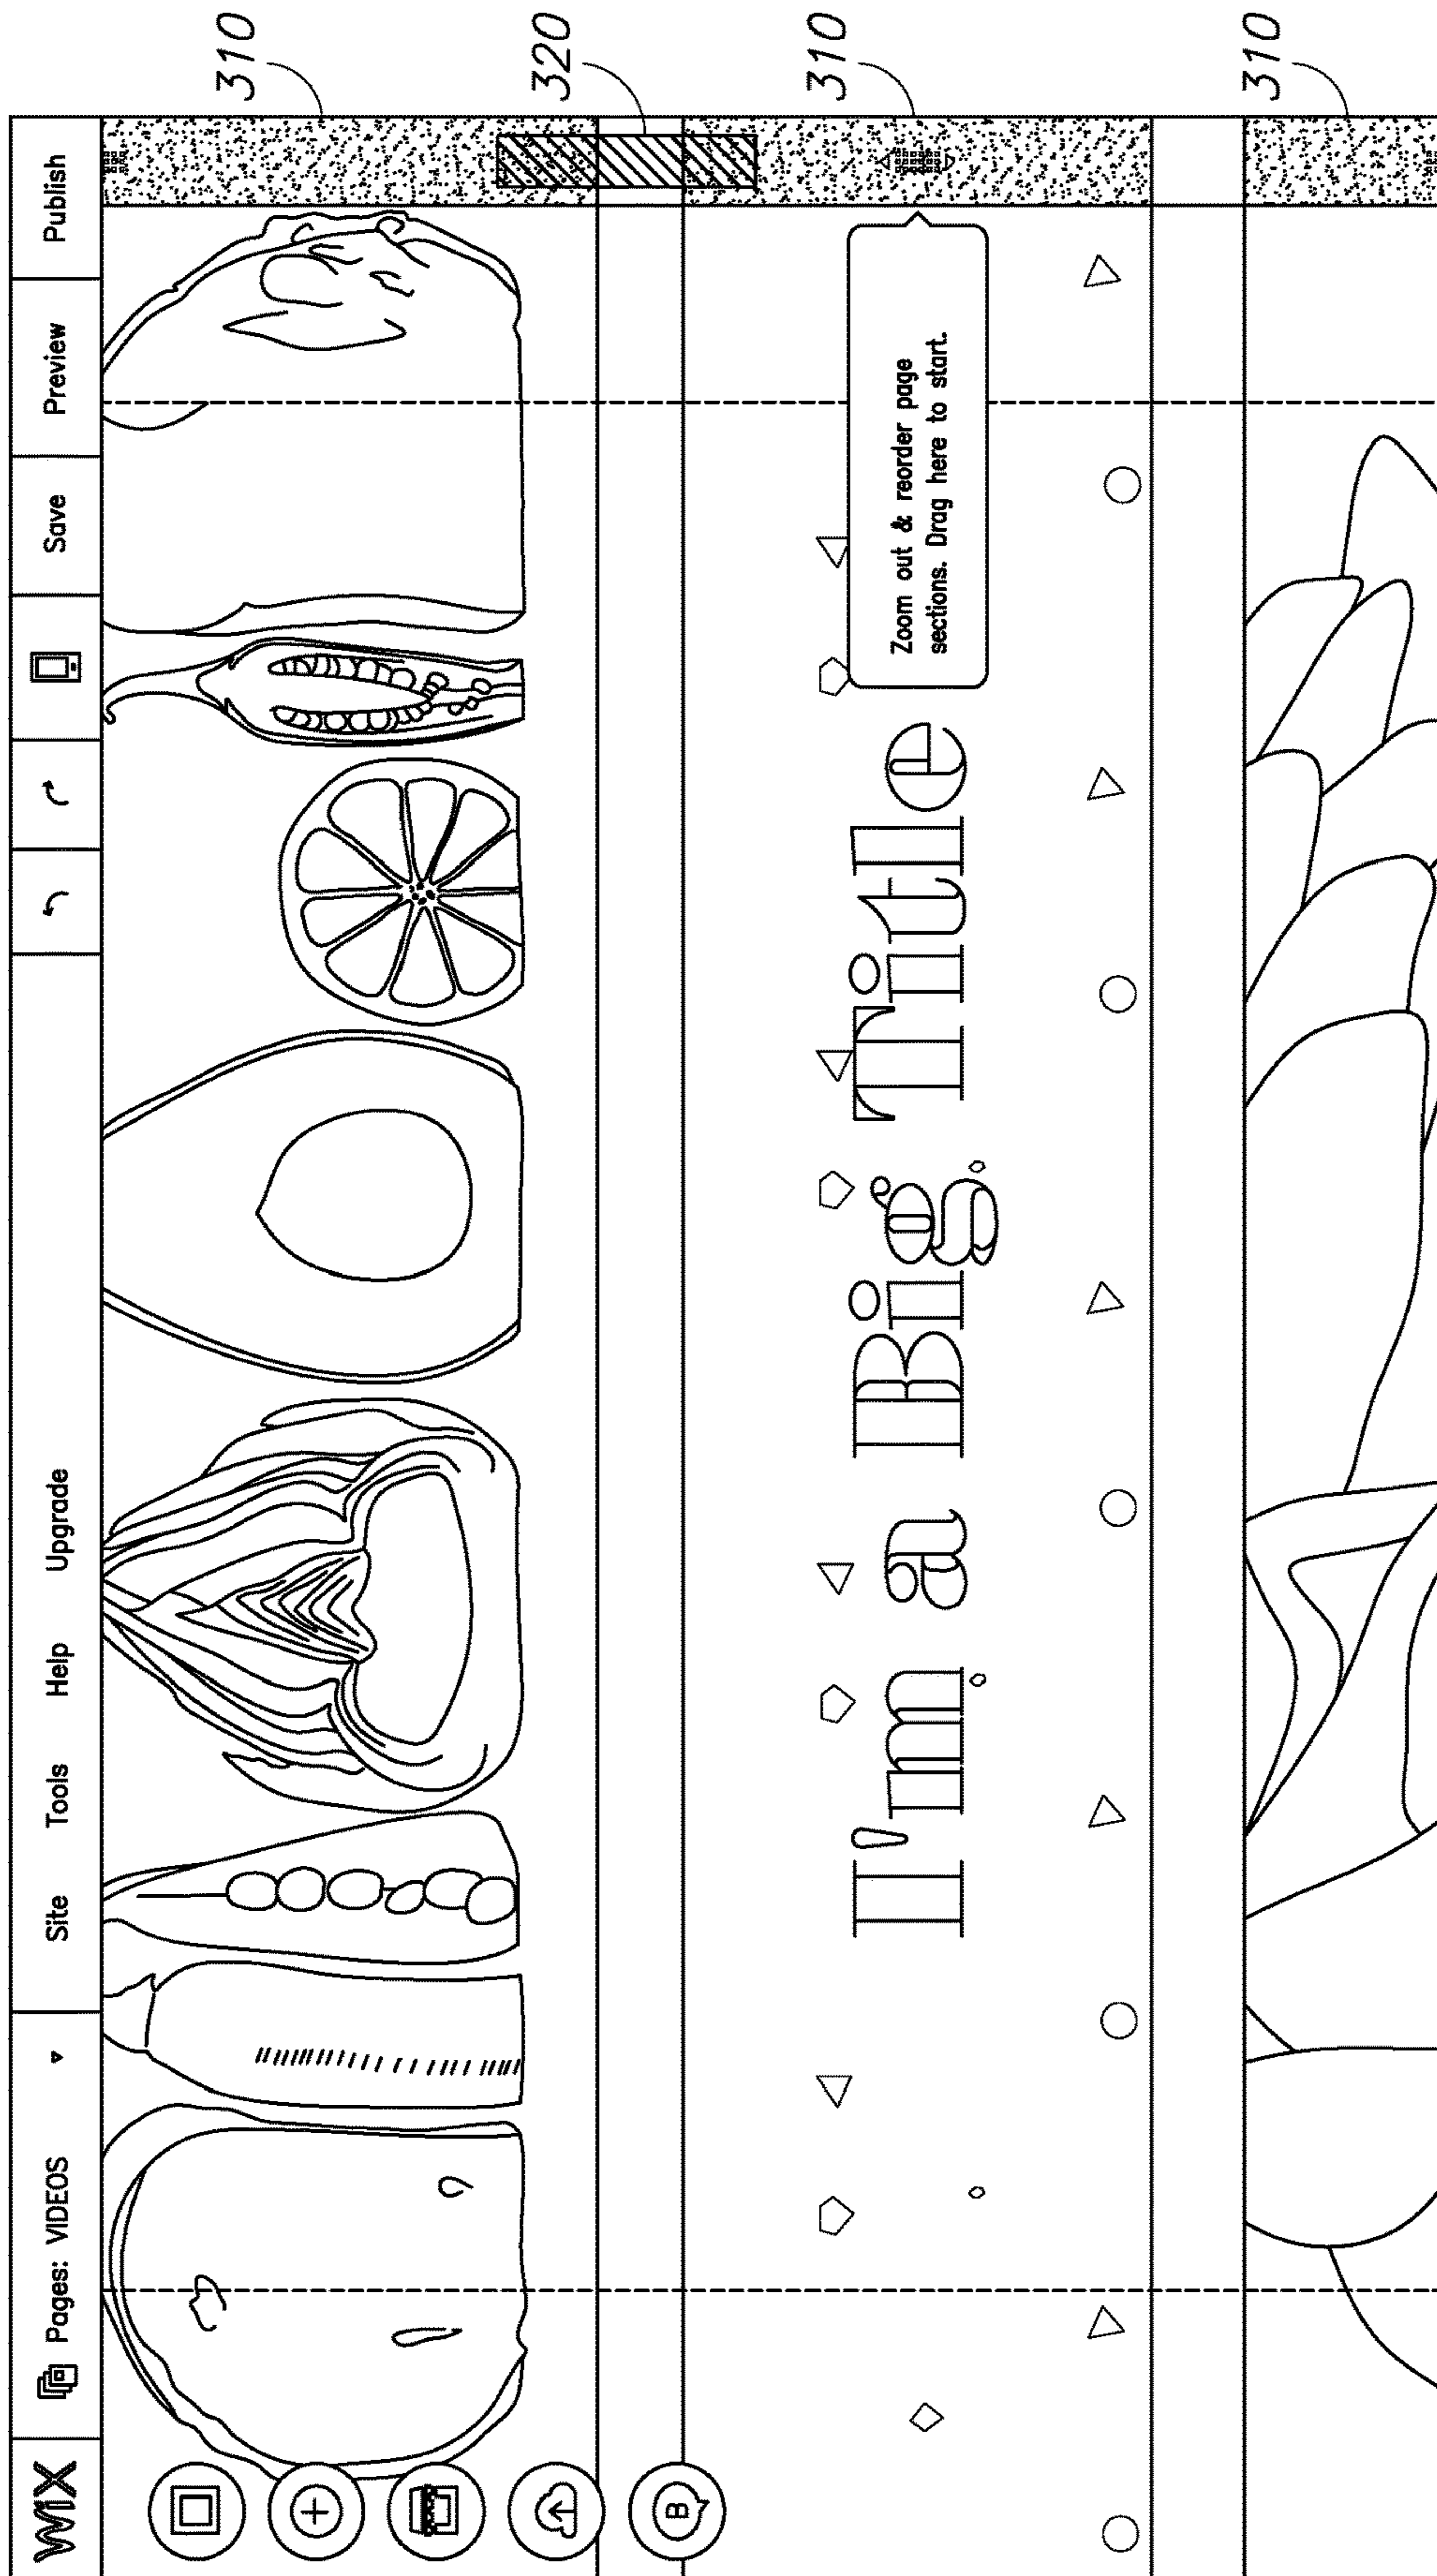 WiX Pages: VIDEOS Site Tools Help Upgrade Save Preview Publish
310
320
310
Zoom out & reorder page
sections. Drag here to start.
I'm a Big Title
B
310